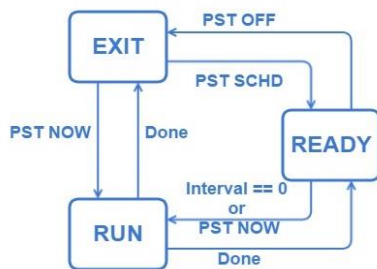 PST OFF
EXIT
PST SCHD
PST NOW
Done
READY
Interval == 0
or
PST NOW
RUN
Done